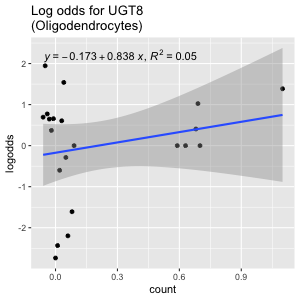 Log odds for UGT8
(Oligodendrocytes)
y = −0.173 + 0.838 x, R² = 0.05
2
1
0
-1
-2
logodds
0.0 0.3 0.6 0.9
count